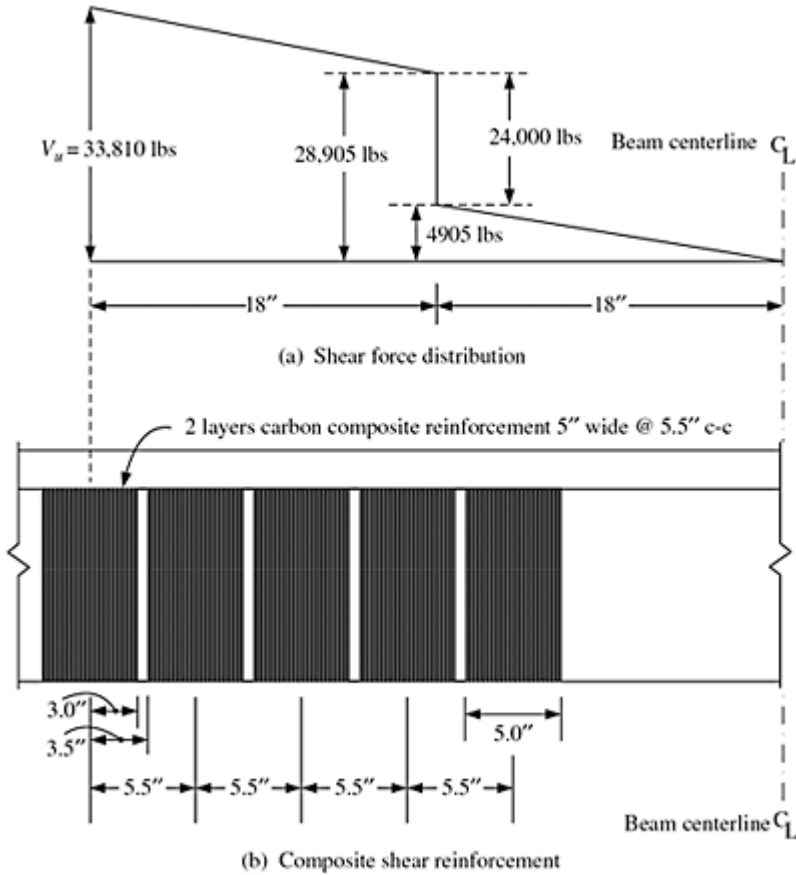 V_u = 33,810 lbs
28,905 lbs
24,000 lbs
4905 lbs
Beam centerline C_L
18″
18″
(a) Shear force distribution
2 layers carbon composite reinforcement 5″ wide @ 5.5″ c-c
3.0″
3.5″
5.0″
5.5″
5.5″
5.5″
5.5″
Beam centerline C_L
(b) Composite shear reinforcement